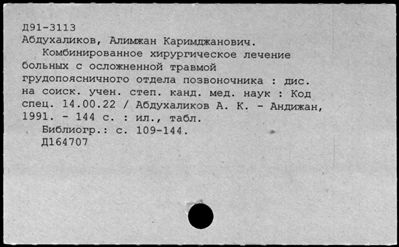 Д91-3113
Абдухаликов, Алимжан Каримджанович.
Комбинированное хирургическое лечение
больных с осложненной травмой
грудопоясничного отдела позвоночника : дис.
на соиск. учен. степ. канд. мед. наук : Код
спец. 14.00.22 / Абдухаликов А. К. - Андижан,
1991. - 144 с. : ил., табл.
Библиогр.: с. 109-144.
Д164707